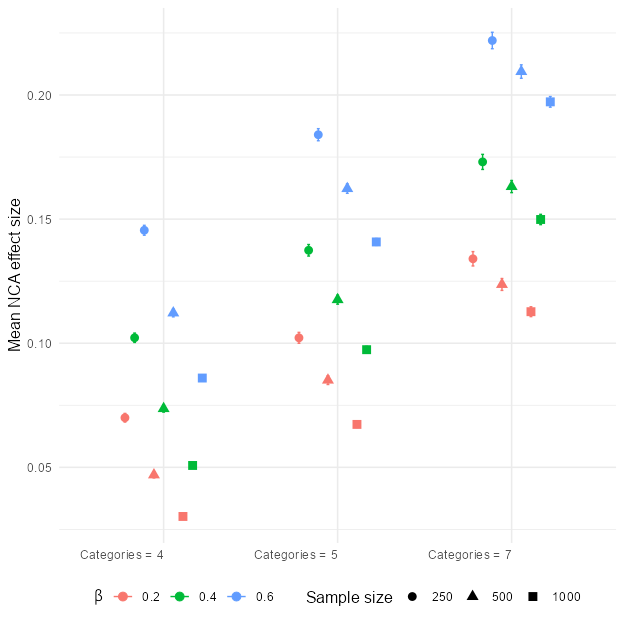 Mean NCA effect size
0.20
0.15
0.10
0.05
Categories = 4 Categories = 5 Categories = 7
β 0.2 0.4 0.6 Sample size 250 500 1000